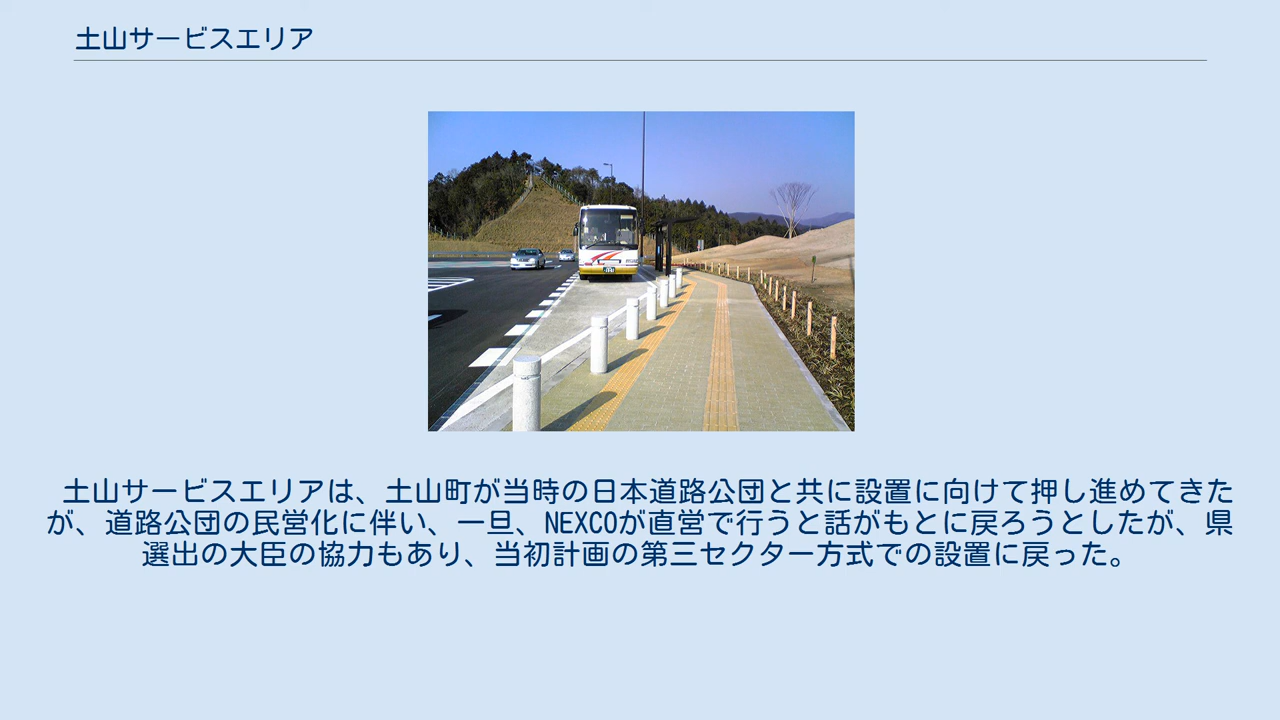 土山サービスエリア
土山サービスエリアは、土山町が当時の日本道路公団と共に設置に向けて押し進めてきた
が、道路公団の民営化に伴い、一旦、NEXCOが直営で行うと話がもとに戻ろうとしたが、県
選出の大臣の協力もあり、当初計画の第三セクター方式での設置に戻った。